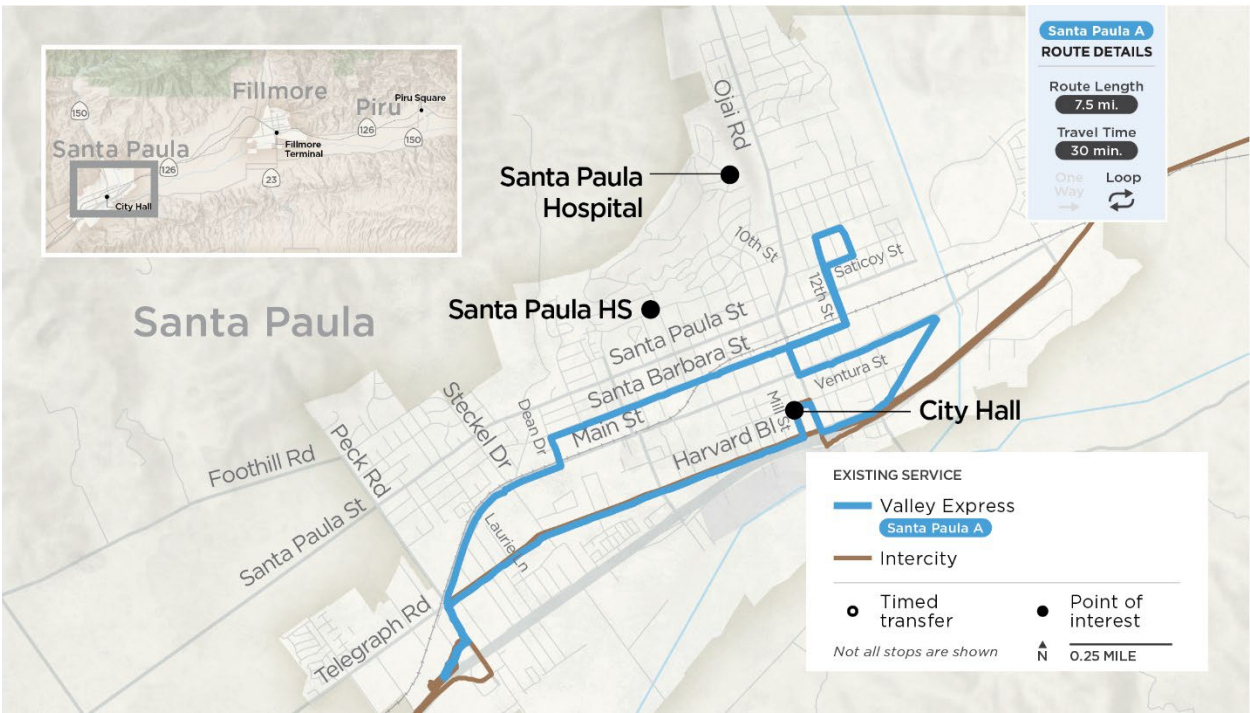 150
Santa Paula
126
City Hall
Fillmore
Fillmore
Terminal
23
Piru
126
Piru Square
150
Santa Paula A
ROUTE DETAILS
Route Length
7.5 mi.
Travel Time
30 min.
One
Way
Loop
Ojai Rd
Santa Paula
Hospital
10th St
Saticoy St
12th St
Santa Paula HS
Santa Paula
Santa Paula St
Santa Barbara St
Ventura St
Steckel Dr
Dean Dr
Main St
Mill St
City Hall
Harvard Bl
Peck Rd
Foothill Rd
Santa Paula St
Laurie Ln
Telegraph Rd
EXISTING SERVICE
Valley Express
Santa Paula A
Intercity
Timed
transfer
Point of
interest
Not all stops are shown
N
0.25 MILE